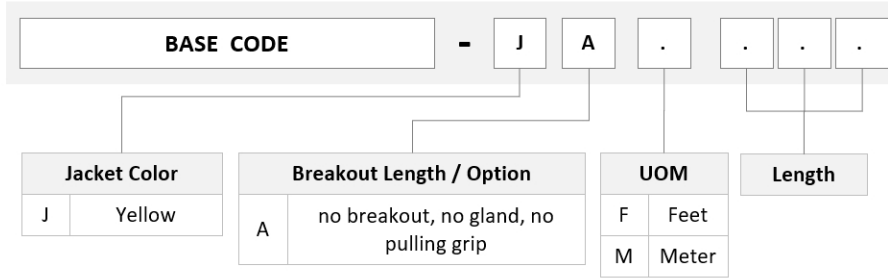 BASE CODE - J A . . . .
Jacket Color
J Yellow
Breakout Length / Option
A no breakout, no gland, no
pulling grip
UOM
F Feet
M Meter
Length